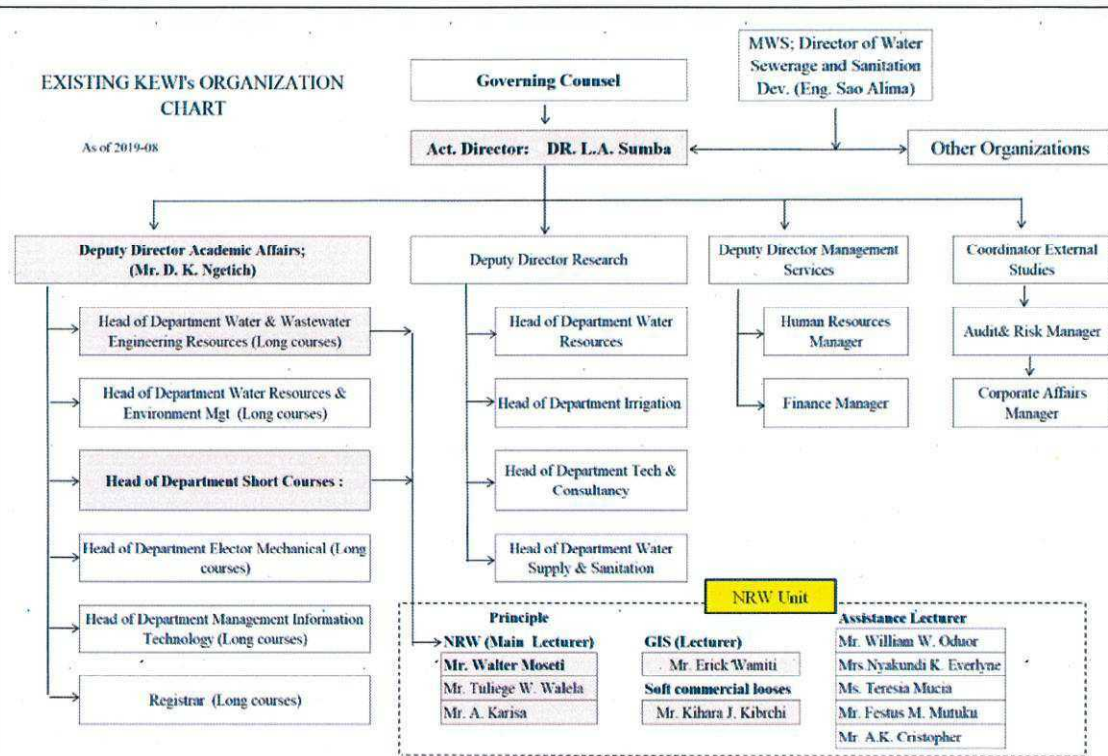 EXISTING KEWI's ORGANIZATION
CHART
As of 2019-08
Governing Counsel
MWS; Director of Water
Sewerage and Sanitation
Dev. (Eng. Sao Alima)
Act. Director: DR. L.A. Sumba
Other Organizations
Deputy Director Academic Affairs;
(Mr. D. K. Ngetich)
Head of Department Water & Wastewater
Engineering Resources (Long courses)
Head of Department Water Resources &
Environment Mgt (Long courses)
Head of Department Short Courses :
Head of Department Elector Mechanical (Long
courses)
Head of Department Management Information
Technology (Long courses)
Registrar (Long courses)
Deputy Director Research
Head of Department Water
Resources
Head of Department Irrigation
Head of Department Tech &
Consultancy
Head of Department Water
Supply & Sanitation
Deputy Director Management
Services
Human Resources
Manager
Finance Manager
Coordinator External
Studies
Audit& Risk Manager
Corporate Affairs
Manager
NRW Unit
Principle
NRW (Main Lecturer)
Mr. Walter Moseti
Mr. Tuliege W. Walela
Mr. A. Karisa
GIS (Lecturer)
Mr. Erick Wamiti
Soft commercial looses
Mr. Kihara J. Kibrchi
Assistance Lecturer
Mr. William W. Oduor
Mrs Nyakundi K. Everlyne
Ms. Teresia Mucia
Mr. Festus M. Mutuku
Mr. A.K. Cristopher